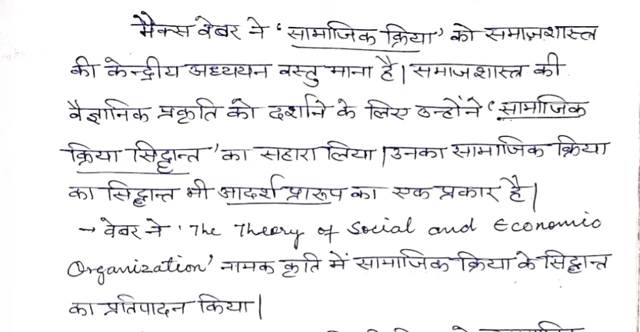 मैक्स वेबर ने 'सामाजिक क्रिया' को समाजशास्त्र
की केन्द्रीय अध्ययन वस्तु माना है। समाजशास्त्र की
वैज्ञानिक प्रकृति को दर्शाने के लिए उन्होंने 'सामाजिक
क्रिया सिद्धान्त' का सहारा लिया। उनका सामाजिक क्रिया
का सिद्धान्त भी आदर्श प्रारूप का एक प्रकार है।
→ वेबर ने 'The Theory of Social and Economic
Organization' नामक कृति में सामाजिक क्रिया के सिद्धान्त
का प्रतिपादन किया।